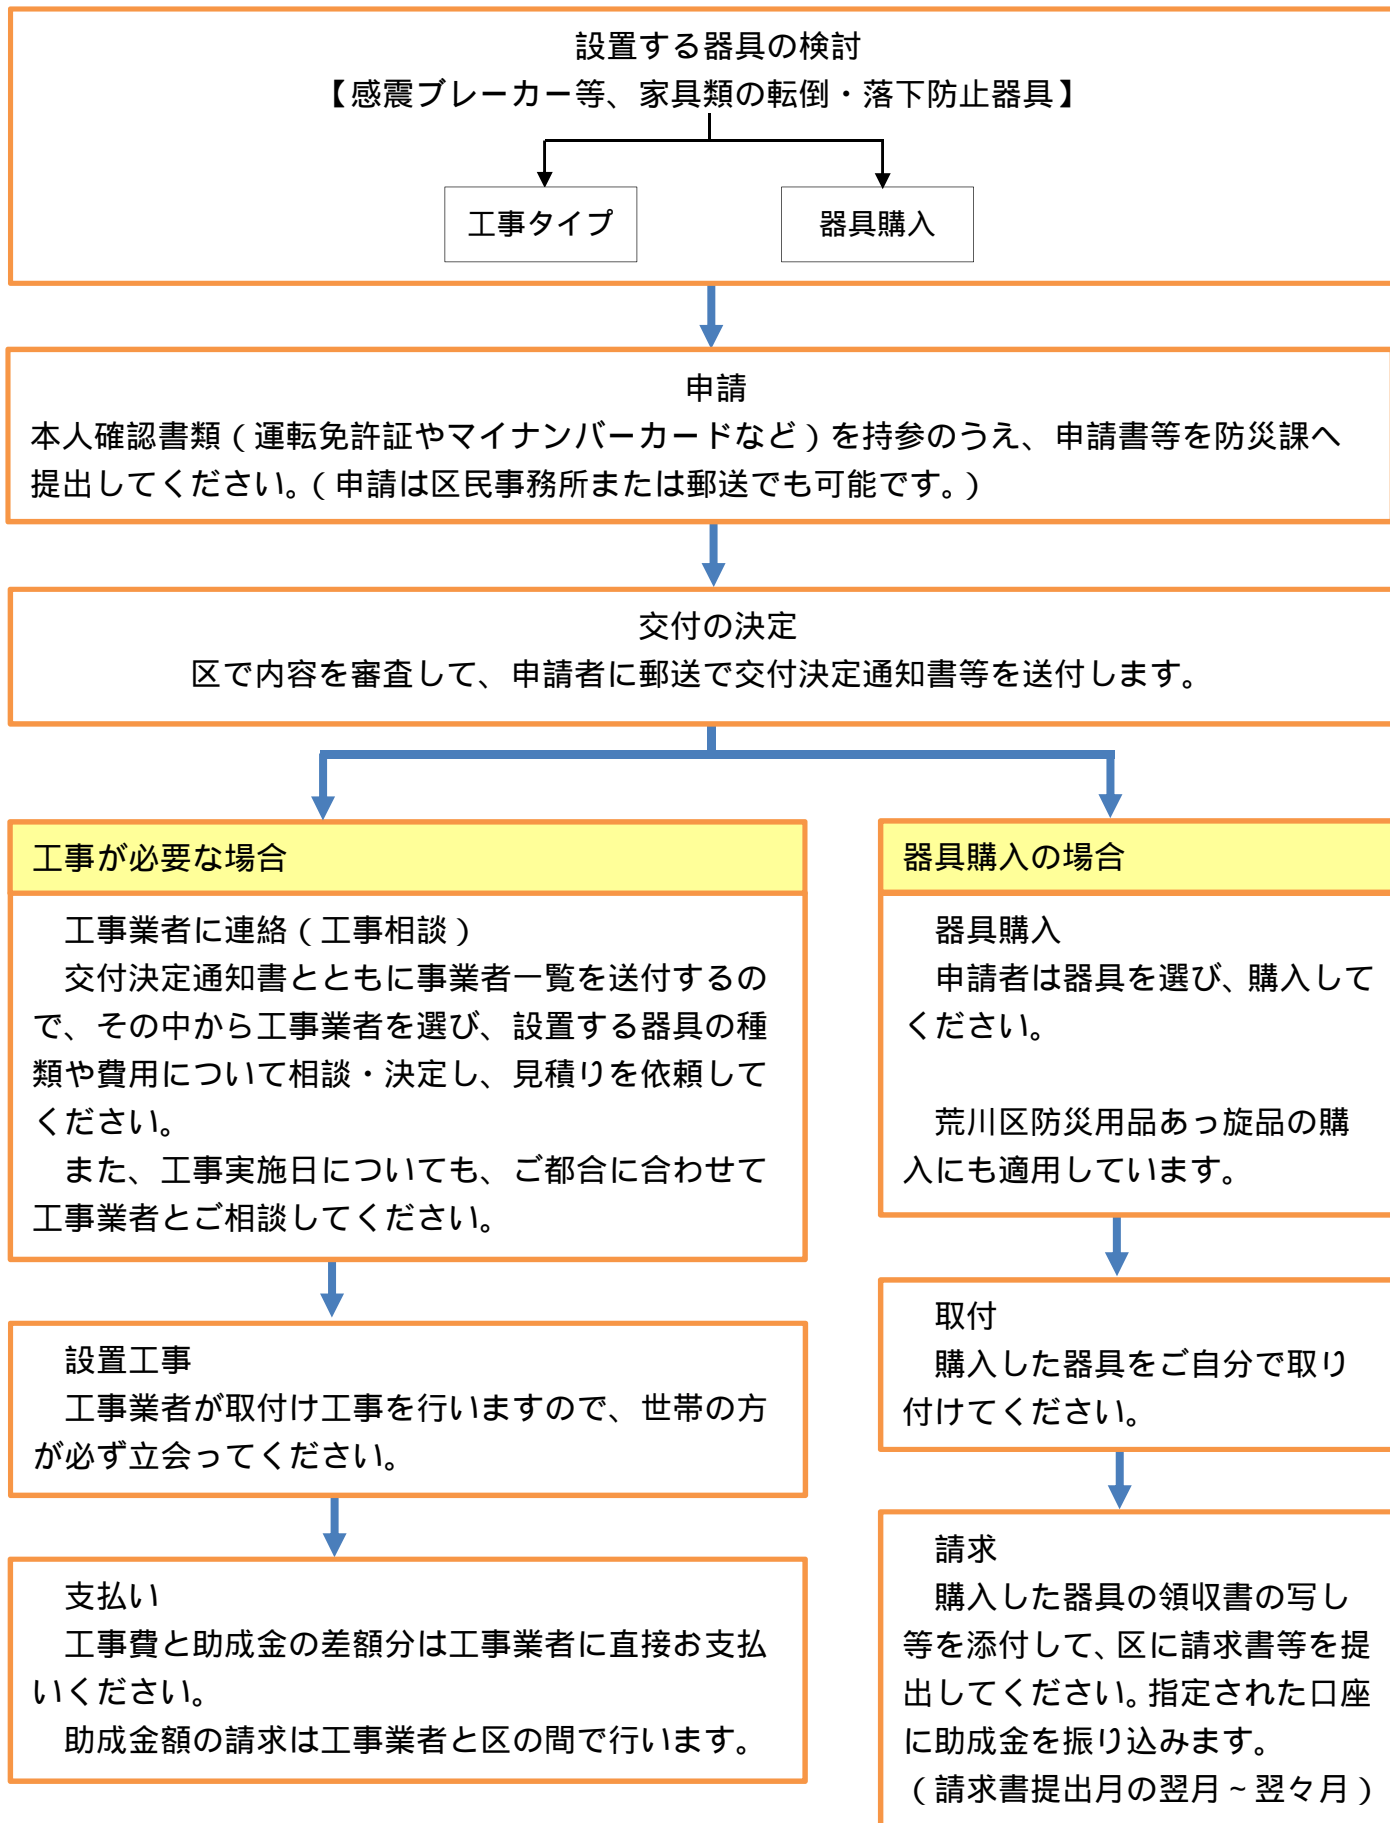 設置する器具の検討
【感震ブレーカー等、家具類の転倒・落下防止器具】
工事タイプ
器具購入
申請
本人確認書類(運転免許証やマイナンバーカードなど)を持参のうえ、申請書等を防災課へ
提出してください。(申請は区民事務所または郵送でも可能です。)
交付の決定
区で内容を審査して、申請者に郵送で交付決定通知書等を送付します。
工事が必要な場合
工事業者に連絡(工事相談)
交付決定通知書とともに事業者一覧を送付するの
で、その中から工事業者を選び、設置する器具の種
類や費用について相談・決定し、見積りを依頼して
ください。
また、工事実施日についても、ご都合に合わせて
工事業者とご相談してください。
設置工事
工事業者が取付け工事を行いますので、世帯の方
が必ず立会ってください。
支払い
工事費と助成金の差額分は工事業者に直接お支払
いください。
助成金額の請求は工事業者と区の間で行います。
器具購入の場合
器具購入
申請者は器具を選び、購入して
ください。
荒川区防災用品あっ旋品の購
入にも適用しています。
取付
購入した器具をご自分で取り
付けてください。
請求
購入した器具の領収書の写し
等を添付して、区に請求書等を提
出してください。指定された口座
に助成金を振り込みます。
(請求書提出月の翌月~翌々月)